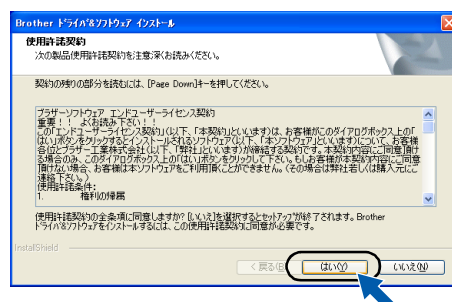 Brother ﾄﾞﾗｲﾊﾞ&ｿﾌﾄｳｪｱ ｲﾝｽﾄｰﾙ
使用許諾契約
次の製品使用許諾契約を注意深くお読みください。
契約の残りの部分を読むには、[Page Down]キーを押してください。
ブラザーソフトウェア エンドユーザーライセンス契約
重要！！ よくお読み下さい！！
この「エンドユーザーライセンス契約」(以下、「本契約」といいます)は、お客様がこのダイアログボックス上の「
はい」ボタンをクリックするとインストールされるソフトウェア(以下、「本ソフトウェア」といいます)について、お客様
各位とブラザー工業株式会社(以下、「弊社」といいます)が締結する契約です。本契約内容にご同意頂け
る場合のみ、このダイアログボックス上の「はい」ボタンをクリックして下さい。もしお客様が本契約内容にご同意
頂けない場合、お客様は本ソフトウェアをご利用頂くことができません。(その場合は弊社若しくは購入元にご
連絡下さい。)
使用許諾条件:
1. 権利の帰属
使用許諾契約の全条項に同意しますか? [いいえ]を選択するとｾｯﾄｱｯﾌﾟが終了されます。Brother
ﾄﾞﾗｲﾊﾞ&ｿﾌﾄｳｪｱをインストールするには、この使用許諾契約に同意が必要です。
InstallShield
< 戻る(B)
はい(Y)
いいえ(N)